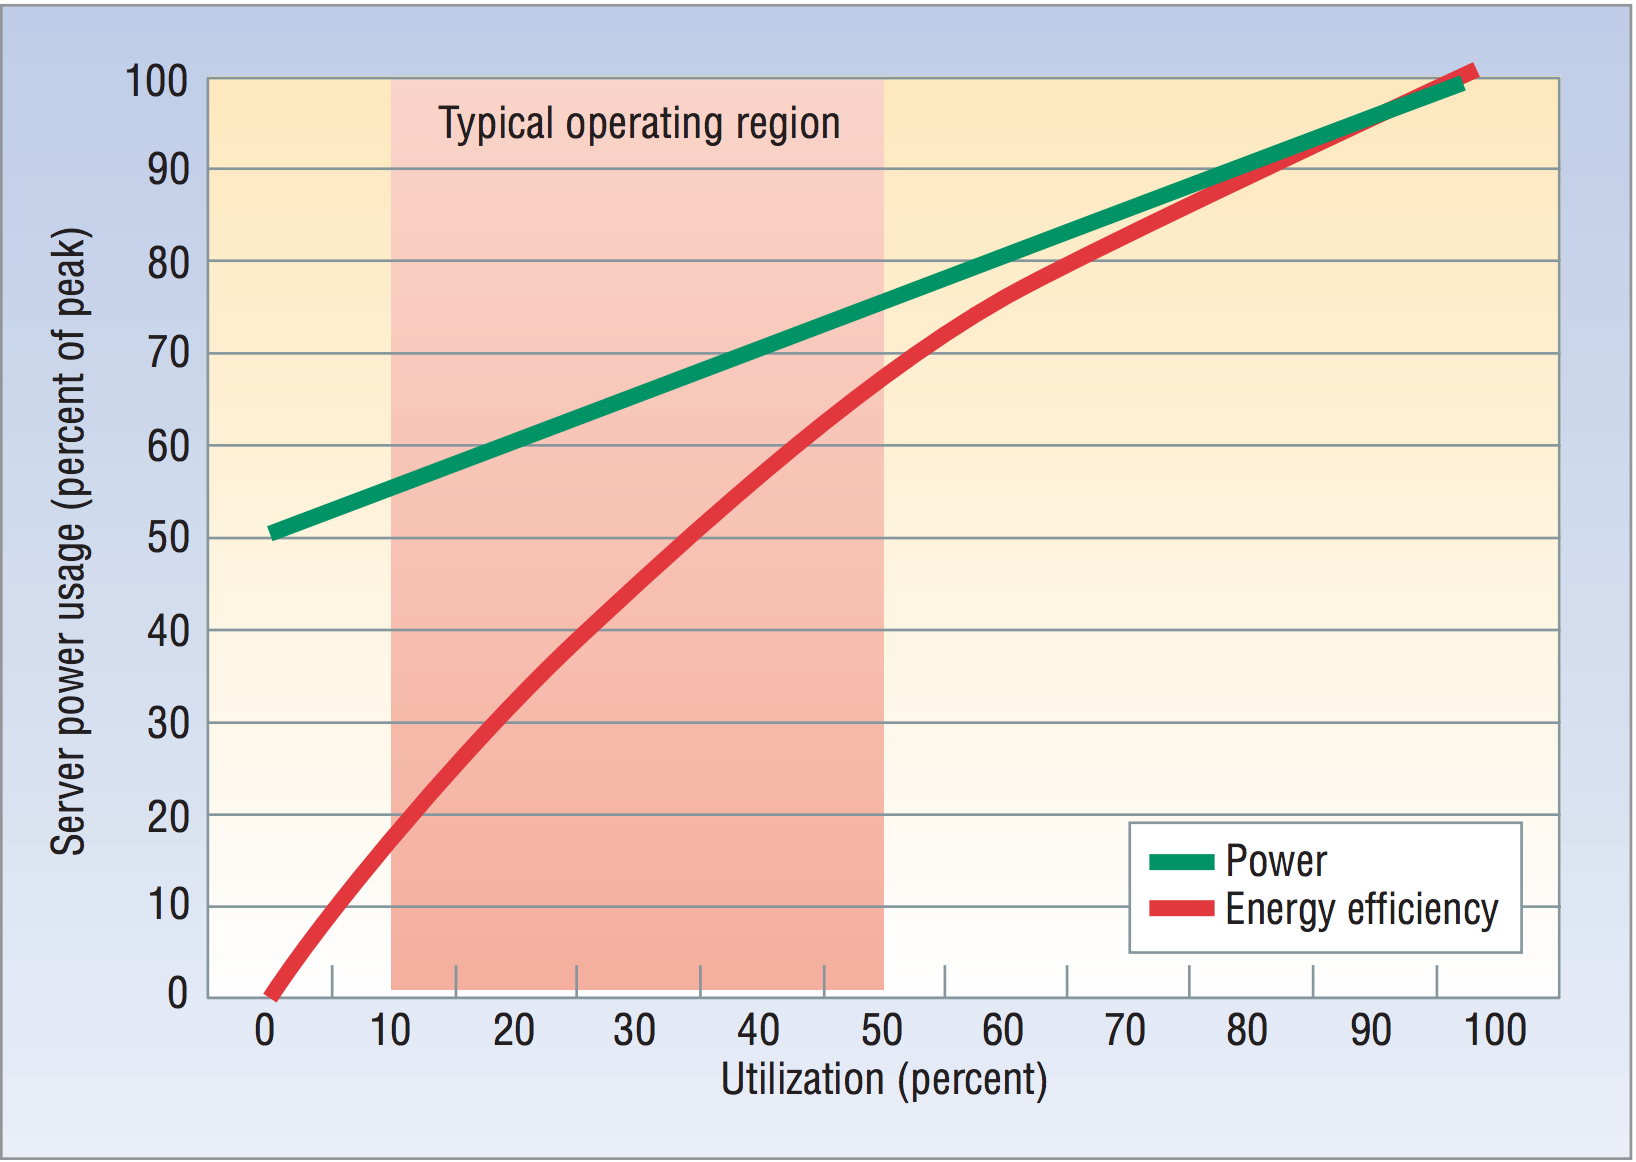 Typical operating region
Server power usage (percent of peak)
100
90
80
70
60
50
40
30
20
10
0
Power
Energy efficiency
0 10 20 30 40 50 60 70 80 90 100
Utilization (percent)